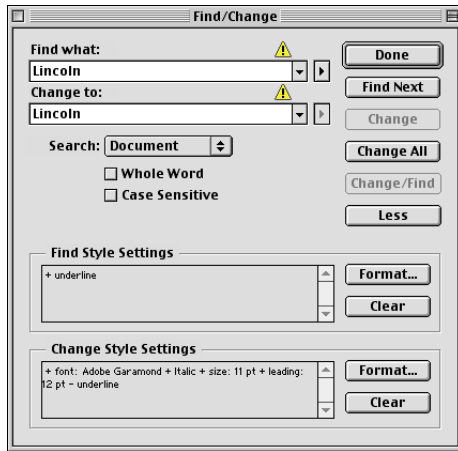 Find/Change
Find what:
Lincoln
Change to:
Lincoln
Search: Document
Whole Word
Case Sensitive
Done
Find Next
Change
Change All
Change/Find
Less
Find Style Settings
+ underline
Format...
Clear
Change Style Settings
+ font: Adobe Garamond + Italic + size: 11 pt + leading:
12 pt - underline
Format...
Clear